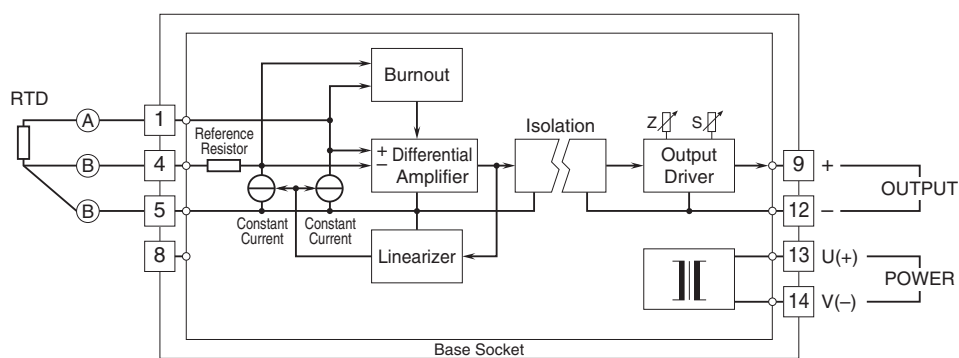 RTD
A
B
B
1
4
5
8
Reference
Resistor
Burnout
+
−
Differential
Amplifier
Constant
Current
Constant
Current
Linearizer
Isolation
Z
S
Output
Driver
9
+
12
−
OUTPUT
13
U(+)
14
V(−)
POWER
Base Socket